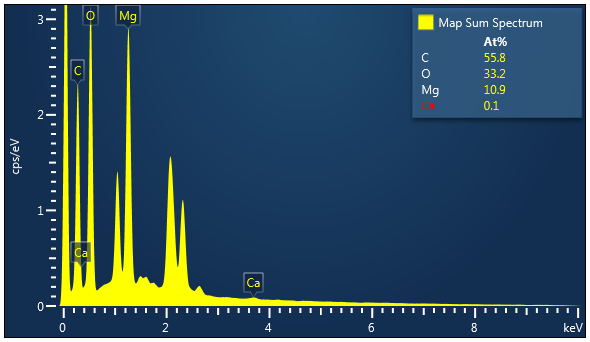 Map Sum Spectrum
At%
C 55.8
O 33.2
Mg 10.9
Ca 0.1
cps/eV
3
2
1
0
O
Mg
C
Ca
Ca
0 2 4 6 8 keV